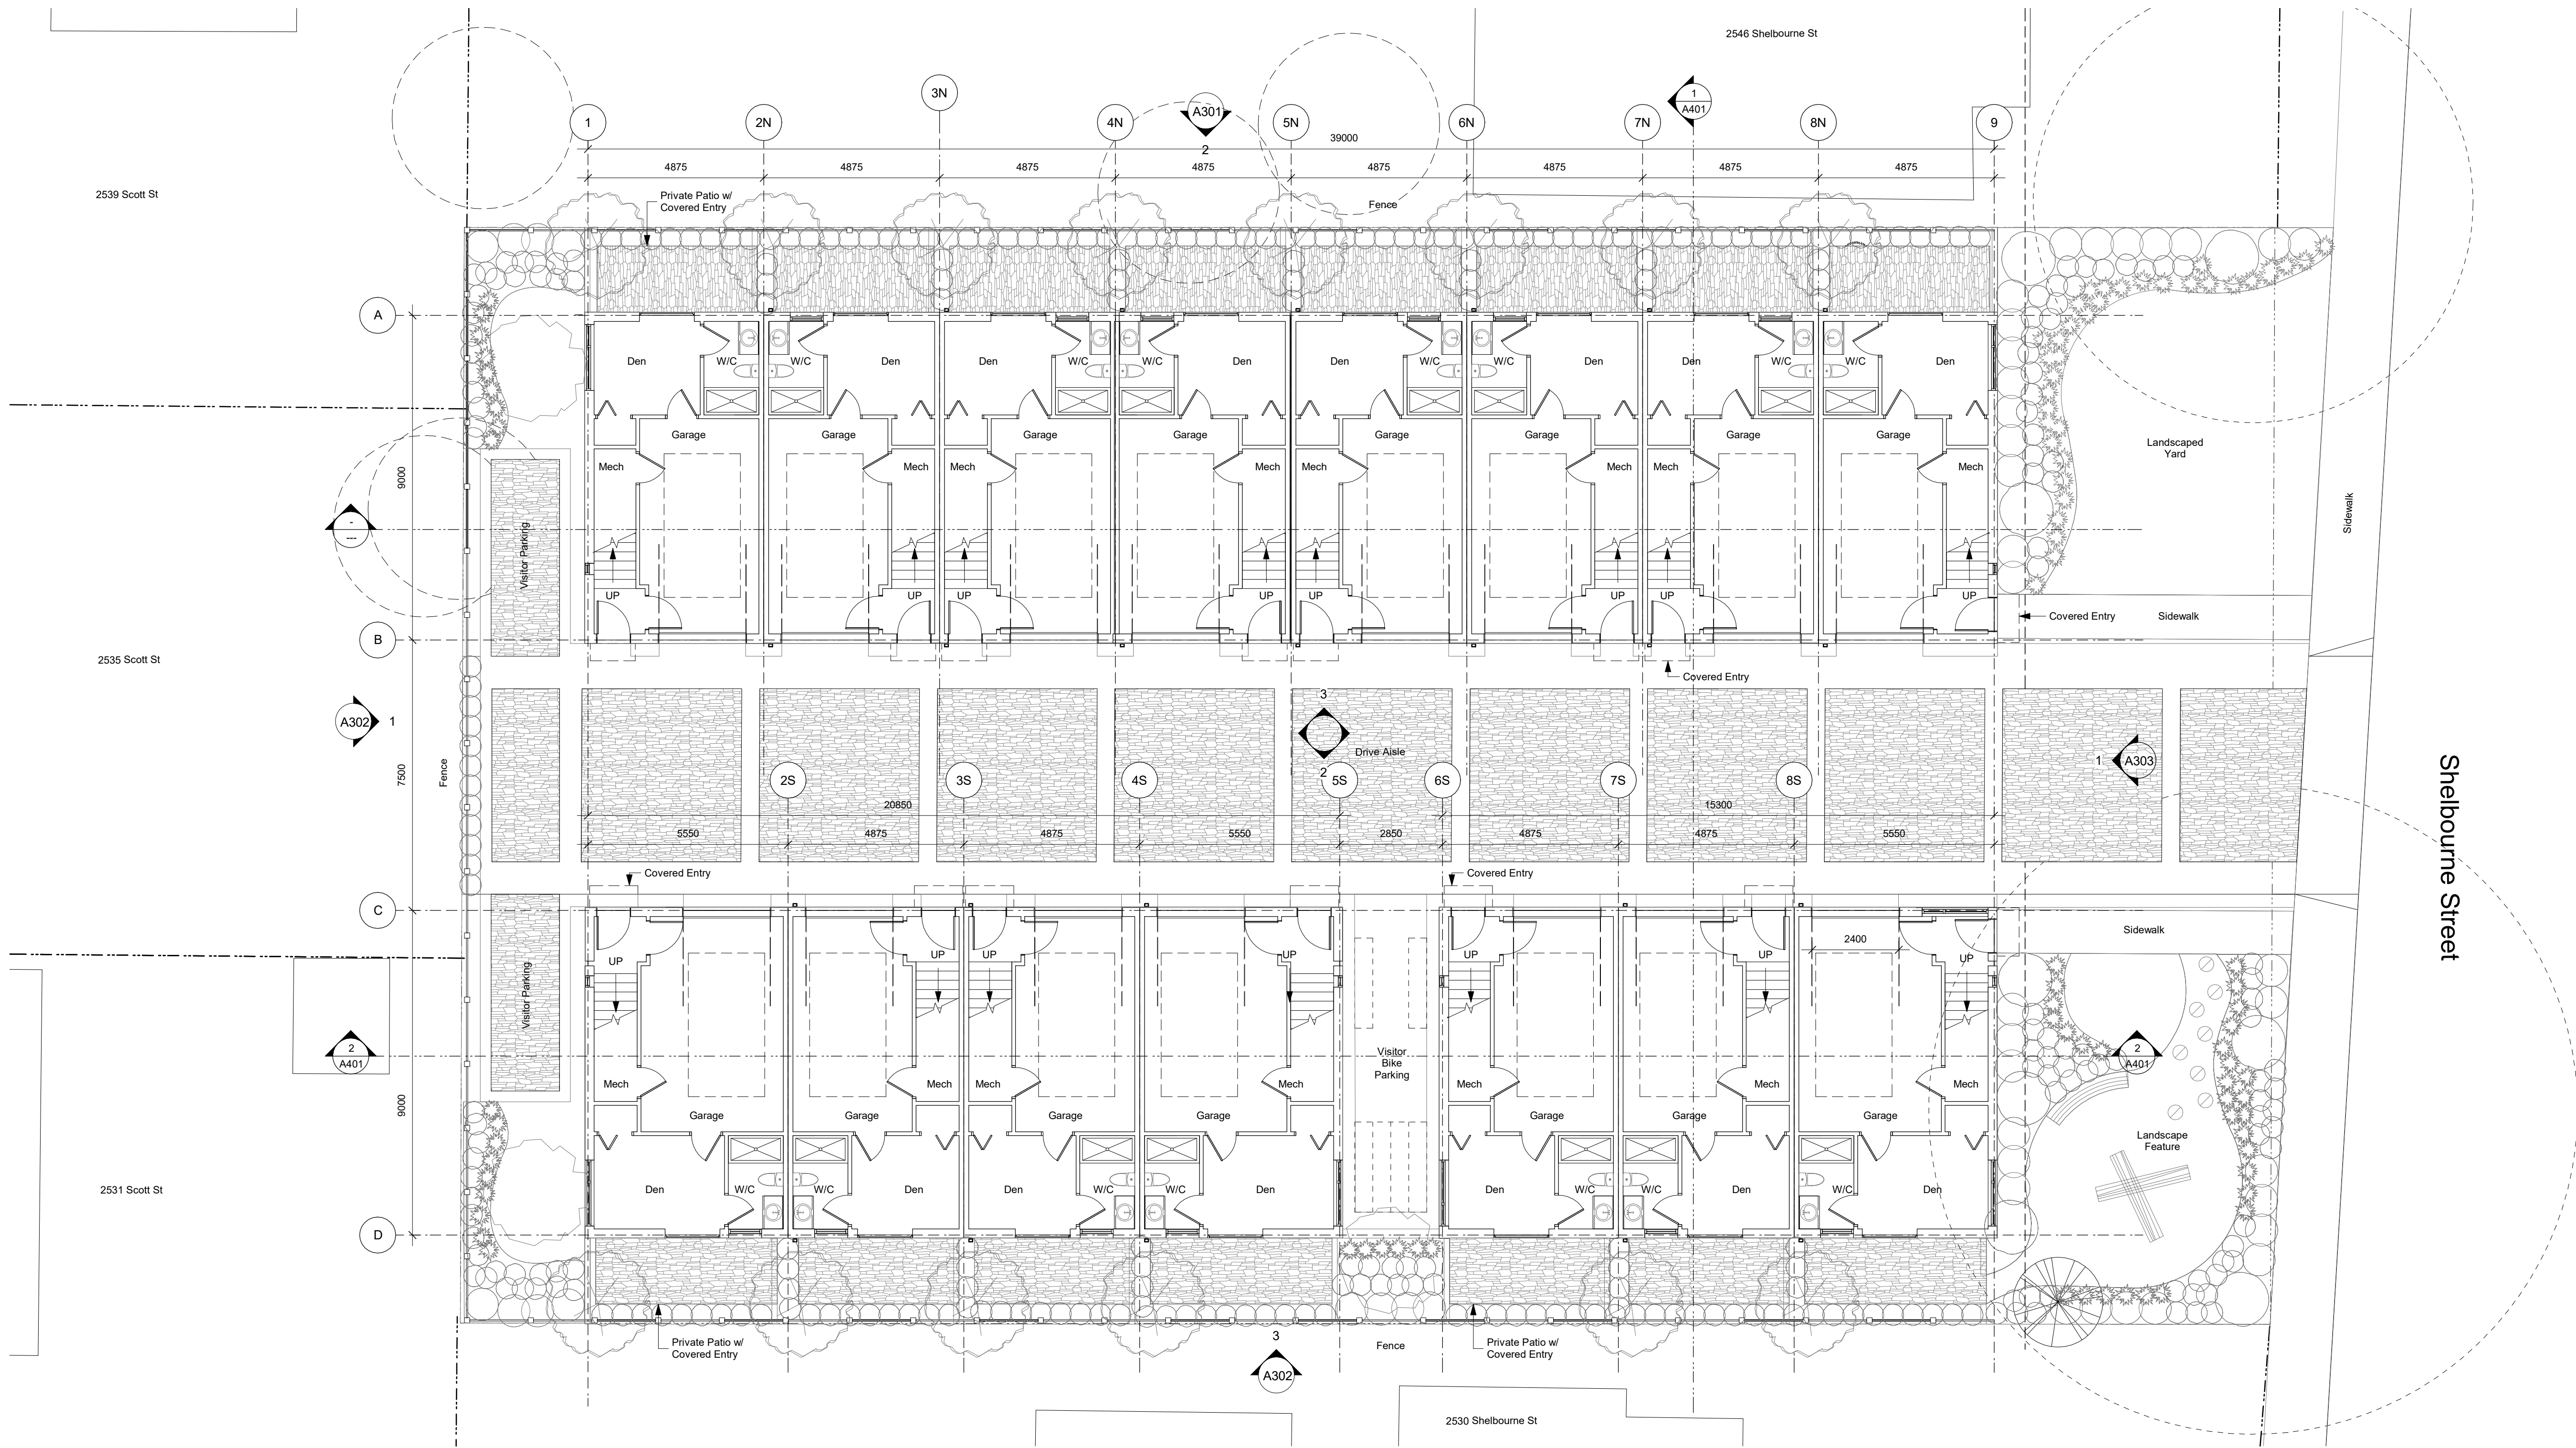 2546 Shelbourne St
3N
1
2N
4N
A301
2
5N
6N
7N
1
A401
8N
9
39000
4875
4875
4875
4875
4875
4875
4875
4875
2539 Scott St
Private Patio w/
Covered Entry
Fence
A
Den
W/C
W/C
Den
Den
W/C
W/C
Den
Den
W/C
W/C
Den
Den
W/C
W/C
Den
Garage
Garage
Garage
Garage
Garage
Garage
Garage
Garage
Landscaped
Yard
Mech
Mech
Mech
Mech
Mech
Mech
Mech
Mech
9000
Sidewalk
-
---
Visitor Parking
UP
UP
UP
UP
UP
UP
UP
UP
Covered Entry
Sidewalk
B
2535 Scott St
Covered Entry
A302
1
3
2
Drive Aisle
1
A303
7500
Fence
2S
3S
4S
5S
6S
7S
8S
20850
15300
5550
4875
4875
5550
2850
4875
4875
5550
Shelbourne Street
Covered Entry
Covered Entry
C
Sidewalk
2400
UP
UP
UP
UP
UP
UP
UP
Visitor Parking
2
A401
Visitor
Bike
Parking
2
A401
Mech
Mech
Mech
Mech
Mech
Mech
Mech
9000
Garage
Garage
Garage
Garage
Garage
Garage
Garage
Landscape
Feature
2531 Scott St
Den
W/C
W/C
Den
Den
W/C
W/C
Den
Den
W/C
W/C
Den
W/C
Den
D
Private Patio w/
Covered Entry
3
A302
Fence
Private Patio w/
Covered Entry
2530 Shelbourne St